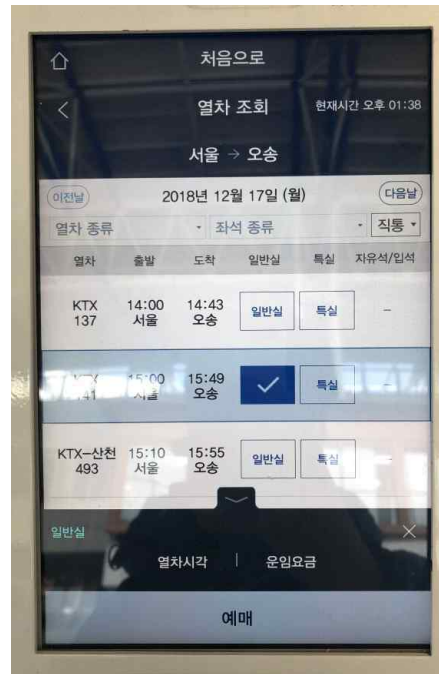 처음으로
열차 조회 현재시간 오후 01:38
서울 → 오송
이전날 2018년 12월 17일 (월) 다음날
열차 종류 좌석 종류 직통
열차 출발 도착 일반실 특실 자유석/입석
KTX 14:00 14:43 일반실 특실 -
137 서울 오송
15:00 15:49 특실 -
서울 오송
KTX-산천 15:10 15:55 일반실 특실 -
493 서울 오송
일반실
열차시각 | 운임요금
예매